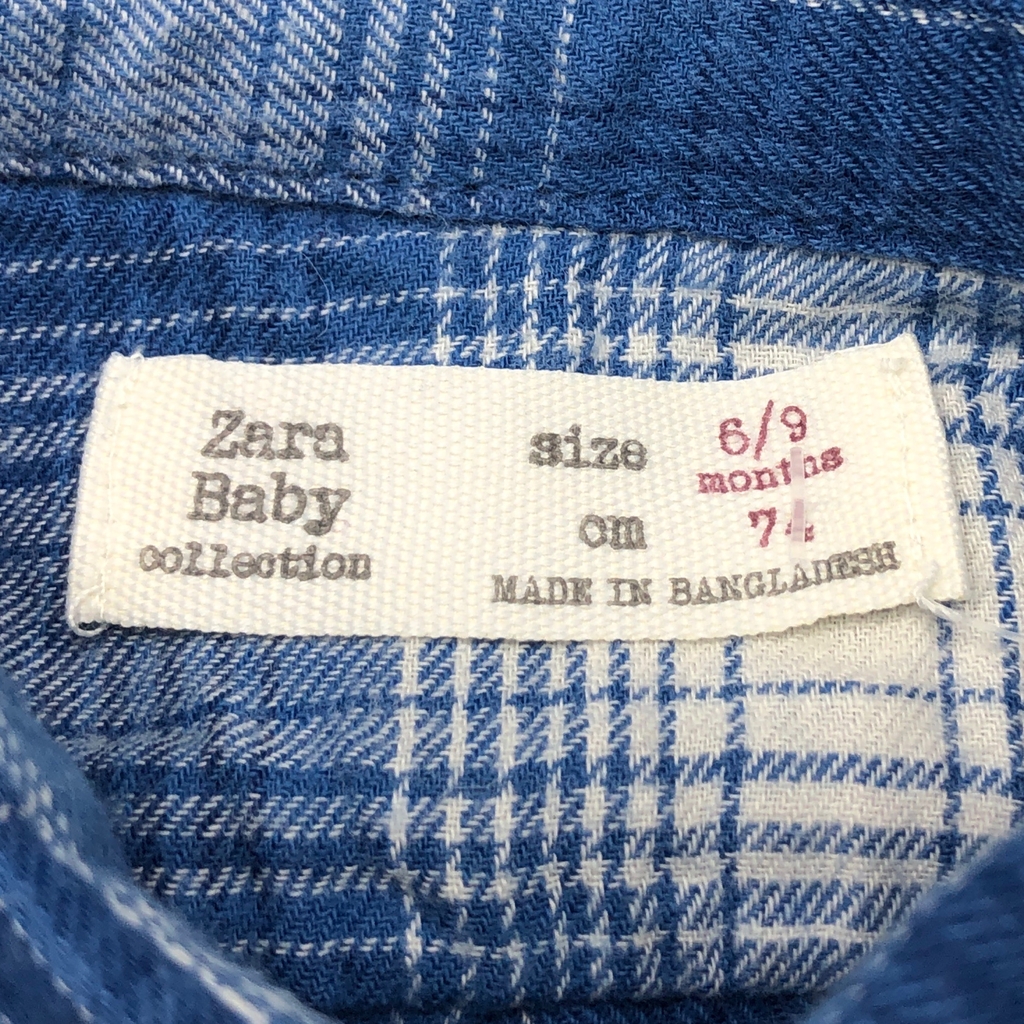 Zara
Baby
collection
size 6/9
months
cm 74
MADE IN BANGLADESH